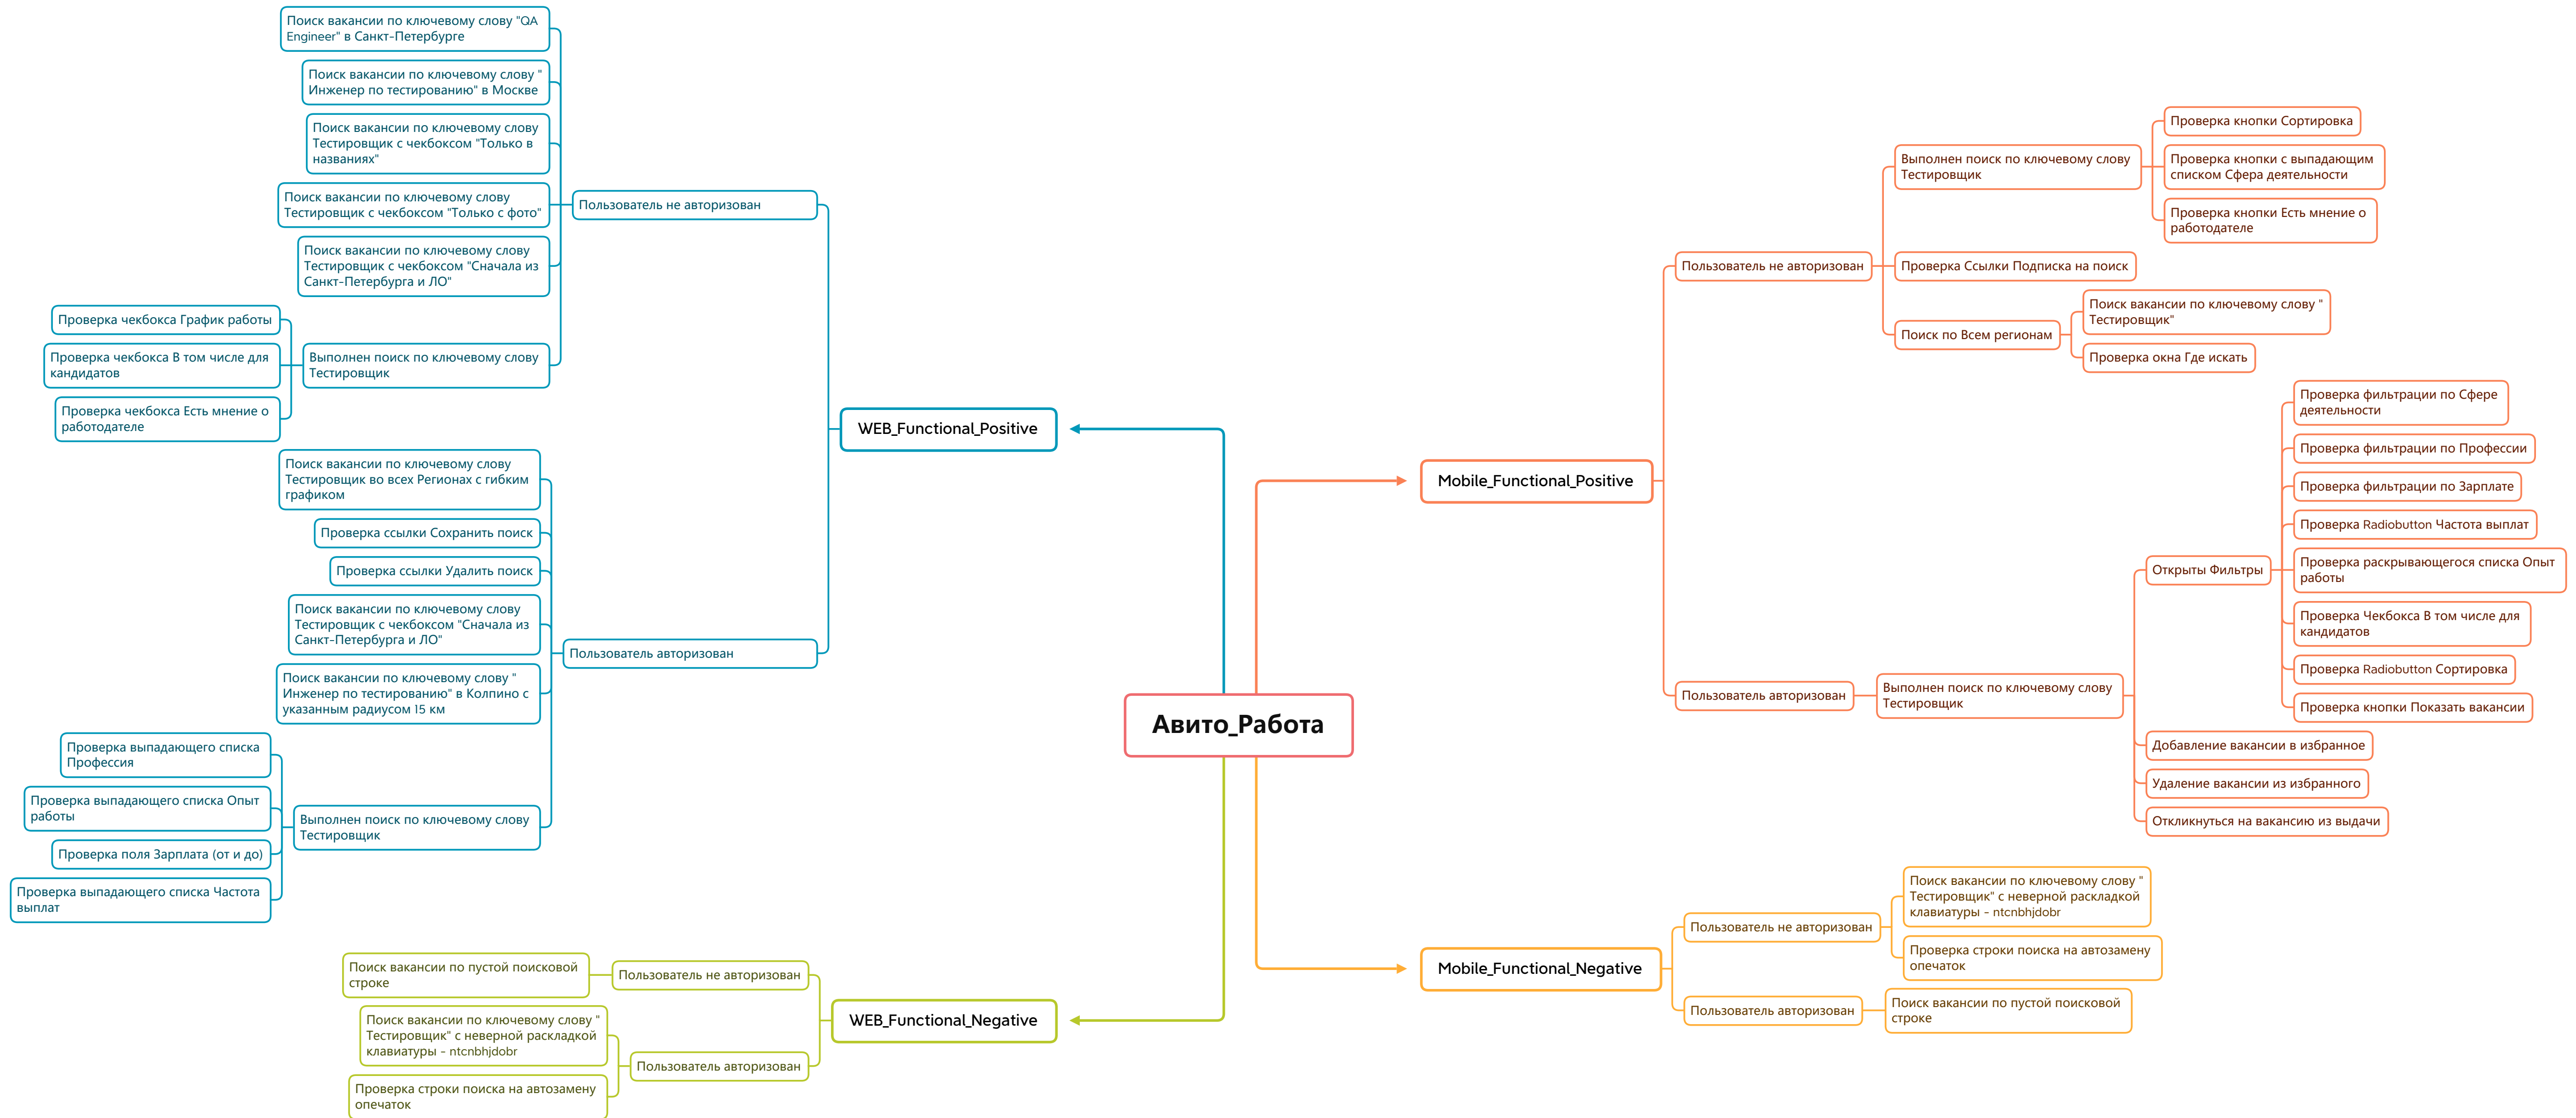 Поиск вакансии по ключевому слову "QA
Engineer" в Санкт-Петербурге
Поиск вакансии по ключевому слову "
Инженер по тестированию" в Москве
Поиск вакансии по ключевому слову
Тестировщик с чекбоксом "Только в
названиях"
Поиск вакансии по ключевому слову
Тестировщик с чекбоксом "Только с фото"
Поиск вакансии по ключевому слову
Тестировщик с чекбоксом "Сначала из
Санкт-Петербурга и ЛО"
Пользователь не авторизован
Проверка чекбокса График работы
Проверка чекбокса В том числе для
кандидатов
Проверка чекбокса Есть мнение о
работодателе
Выполнен поиск по ключевому слову
Тестировщик
WEB_Functional_Positive
Поиск вакансии по ключевому слову
Тестировщик во всех Регионах с гибким
графиком
Проверка ссылки Сохранить поиск
Проверка ссылки Удалить поиск
Поиск вакансии по ключевому слову
Тестировщик с чекбоксом "Сначала из
Санкт-Петербурга и ЛО"
Пользователь авторизован
Поиск вакансии по ключевому слову "
Инженер по тестированию" в Колпино с
указанным радиусом 15 км
Проверка выпадающего списка
Профессия
Проверка выпадающего списка Опыт
работы
Проверка поля Зарплата (от и до)
Проверка выпадающего списка Частота
выплат
Выполнен поиск по ключевому слову
Тестировщик
Поиск вакансии по пустой поисковой
строке
Пользователь не авторизован
WEB_Functional_Negative
Поиск вакансии по ключевому слову "
Тестировщик" с неверной раскладкой
клавиатуры - ntcnbhjdobr
Пользователь авторизован
Проверка строки поиска на автозамену
опечаток
Авито_Работа
Mobile_Functional_Positive
Пользователь не авторизован
Выполнен поиск по ключевому слову
Тестировщик
Проверка кнопки Сортировка
Проверка кнопки с выпадающим
списком Сфера деятельности
Проверка кнопки Есть мнение о
работодателе
Проверка Ссылки Подписка на поиск
Поиск по Всем регионам
Поиск вакансии по ключевому слову "
Тестировщик"
Проверка окна Где искать
Пользователь авторизован
Выполнен поиск по ключевому слову
Тестировщик
Открыты Фильтры
Проверка фильтрации по Сфере
деятельности
Проверка фильтрации по Профессии
Проверка фильтрации по Зарплате
Проверка Radiobutton Частота выплат
Проверка раскрывающегося списка Опыт
работы
Проверка Чекбокса В том числе для
кандидатов
Проверка Radiobutton Сортировка
Проверка кнопки Показать вакансии
Добавление вакансии в избранное
Удаление вакансии из избранного
Откликнуться на вакансию из выдачи
Mobile_Functional_Negative
Пользователь не авторизован
Поиск вакансии по ключевому слову "
Тестировщик" с неверной раскладкой
клавиатуры - ntcnbhjdobr
Проверка строки поиска на автозамену
опечаток
Пользователь авторизован
Поиск вакансии по пустой поисковой
строке